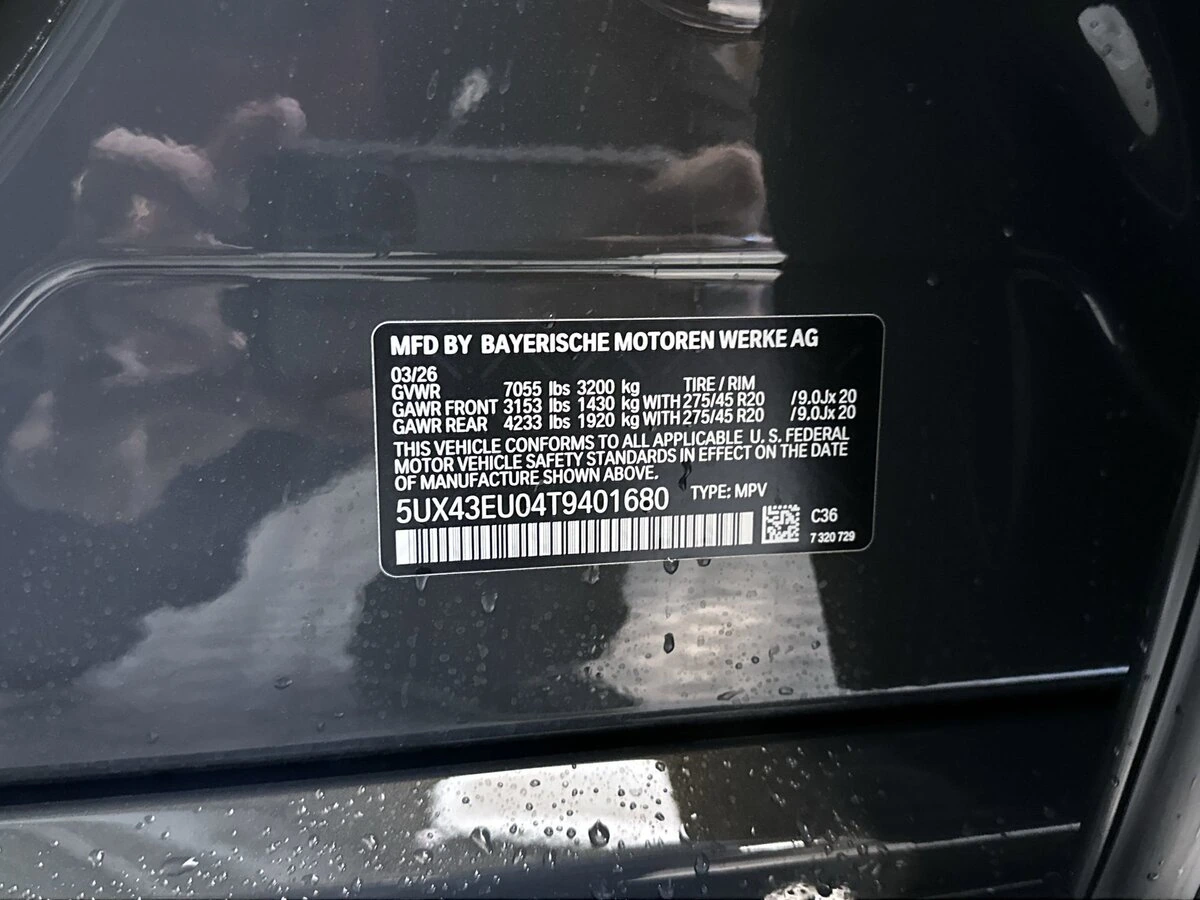 MFD BY BAYERISCHE MOTOREN WERKE AG
03/26
GVWR 7055 lbs 3200 kg TIRE / RIM
GAWR FRONT 3153 lbs 1430 kg WITH 275/45 R20 /9.0Jx 20
GAWR REAR 4233 lbs 1920 kg WITH 275/45 R20 /9.0Jx 20
THIS VEHICLE CONFORMS TO ALL APPLICABLE U. S. FEDERAL
MOTOR VEHICLE SAFETY STANDARDS IN EFFECT ON THE DATE
OF MANUFACTURE SHOWN ABOVE.
5UX43EU04T9401680 TYPE: MPV
C36
7 320 729